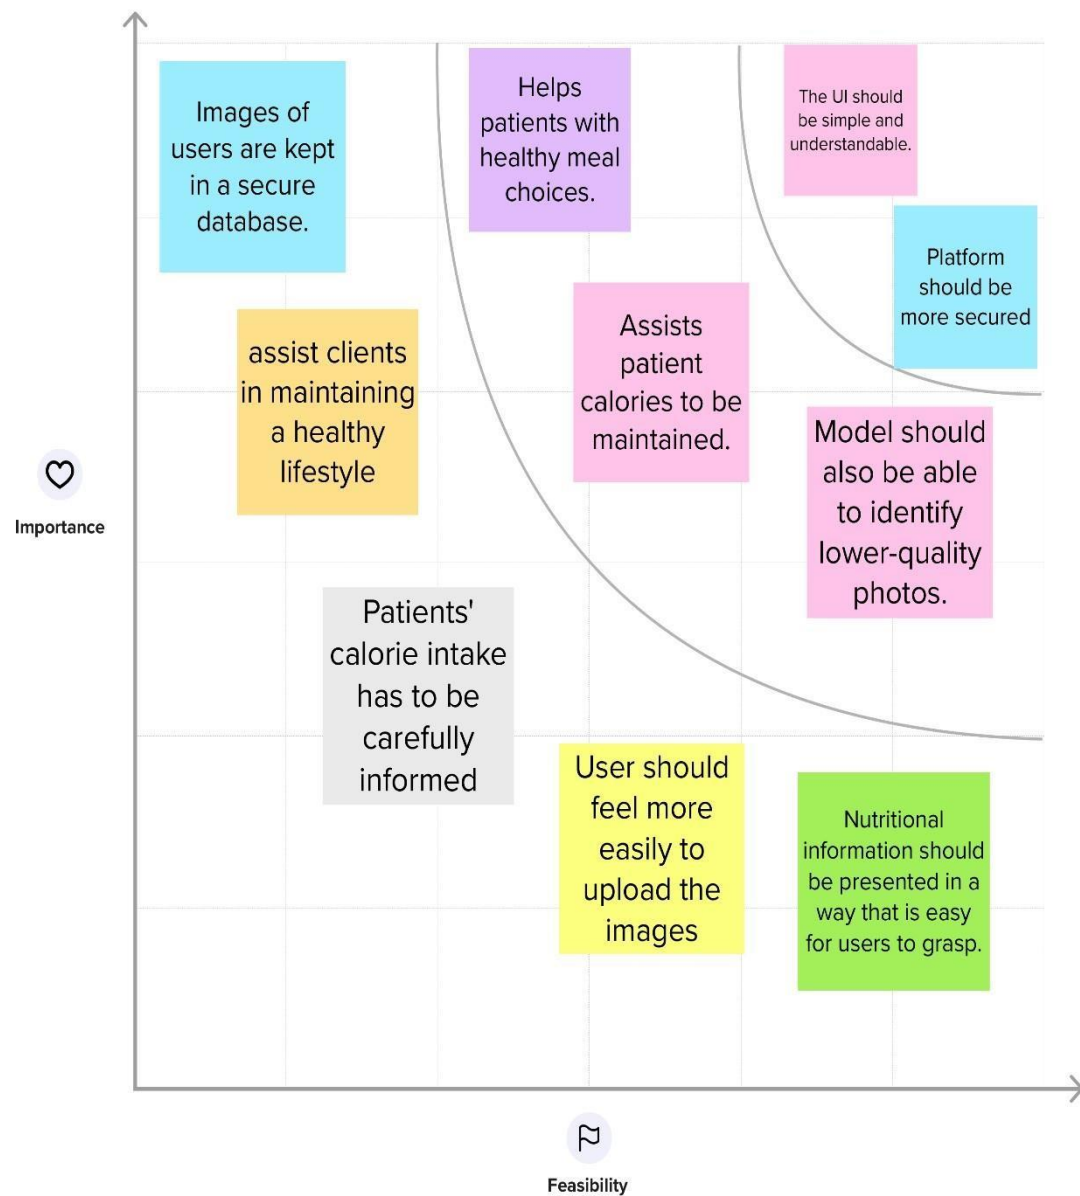 Images of
users are kept
in a secure
database.
Helps
patients with
healthy meal
choices.
The UI should
be simple and
understandable.
Platform
should be
more secured
assist clients
in maintaining
a healthy
lifestyle
Assists
patient
calories to be
maintained.
Model should
also be able
to identify
lower-quality
photos.
Importance
Patients'
calorie intake
has to be
carefully
informed
User should
feel more
easily to
upload the
images
Nutritional
information should
be presented in a
way that is easy
for users to grasp.
Feasibility